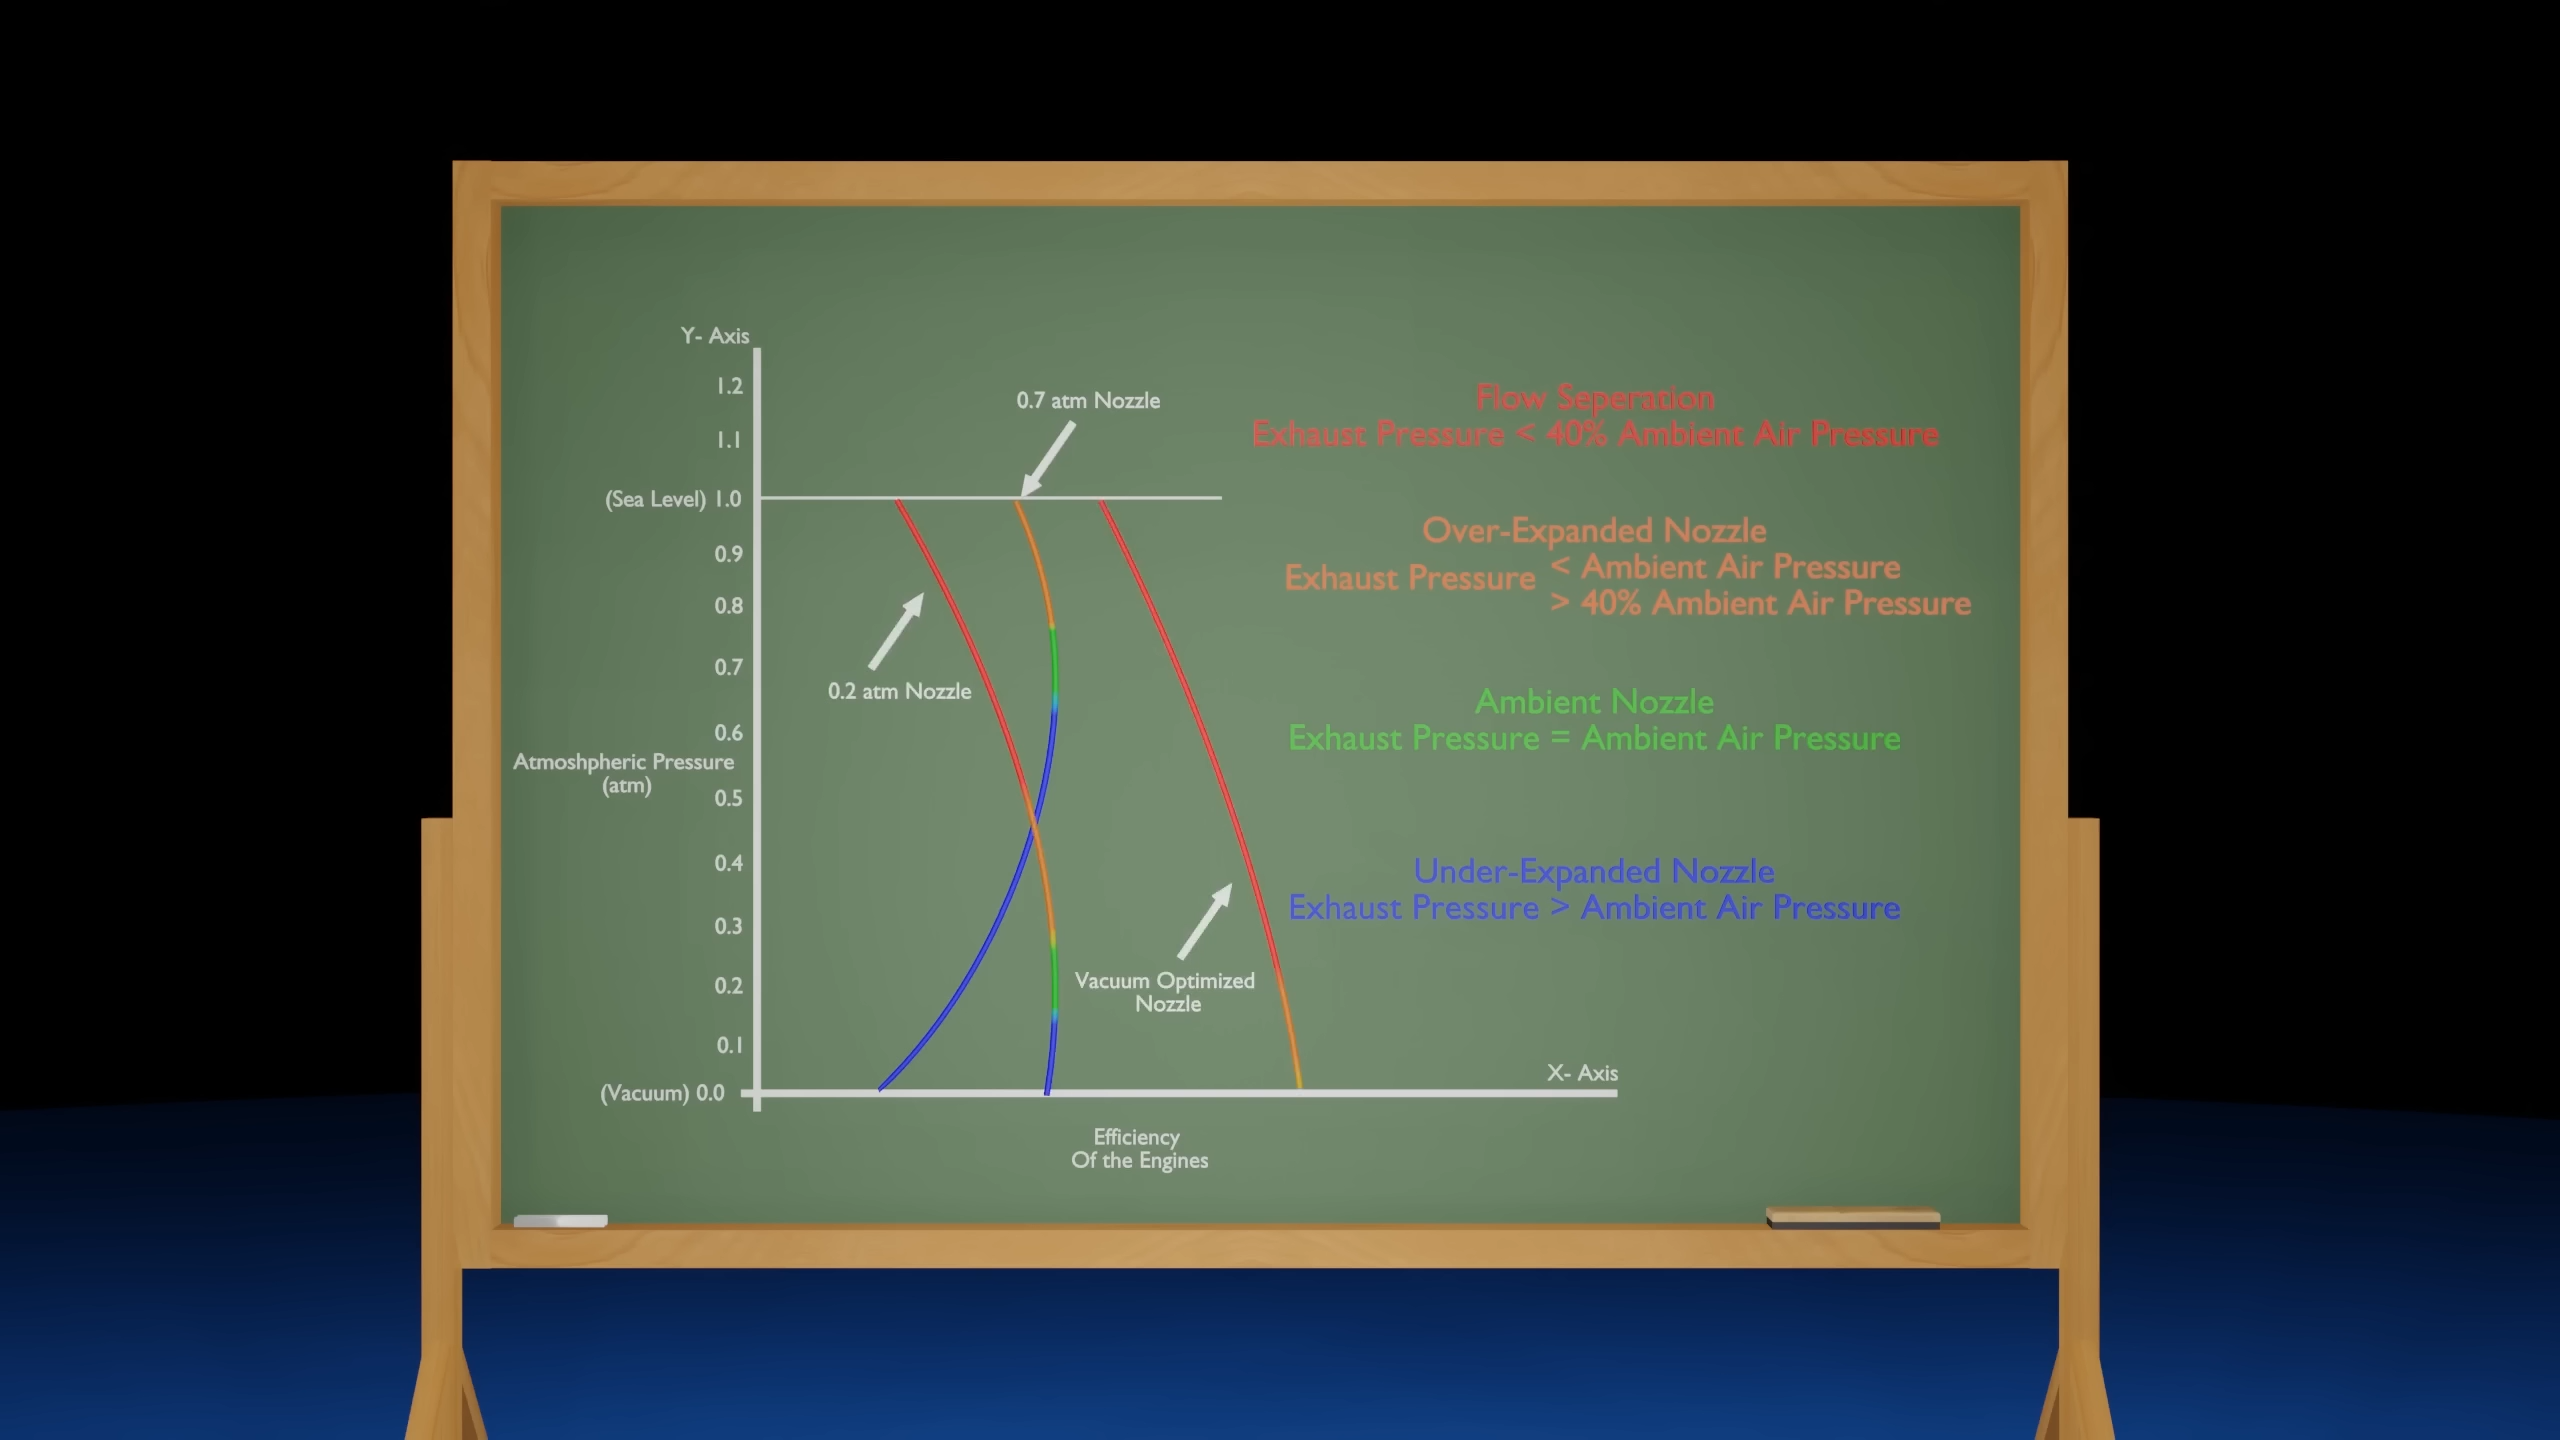 Y- Axis
1.2
1.1
(Sea Level) 1.0
0.9
0.8
0.7
0.6
Atmoshpheric Pressure
(atm)
0.5
0.4
0.3
0.2
0.1
(Vacuum) 0.0
0.7 atm Nozzle
0.2 atm Nozzle
Vacuum Optimized
Nozzle
X- Axis
Efficiency
Of the Engines
Flow Seperation
Exhaust Pressure < 40% Ambient Air Pressure
Over-Expanded Nozzle
Exhaust Pressure < Ambient Air Pressure
> 40% Ambient Air Pressure
Ambient Nozzle
Exhaust Pressure = Ambient Air Pressure
Under-Expanded Nozzle
Exhaust Pressure > Ambient Air Pressure